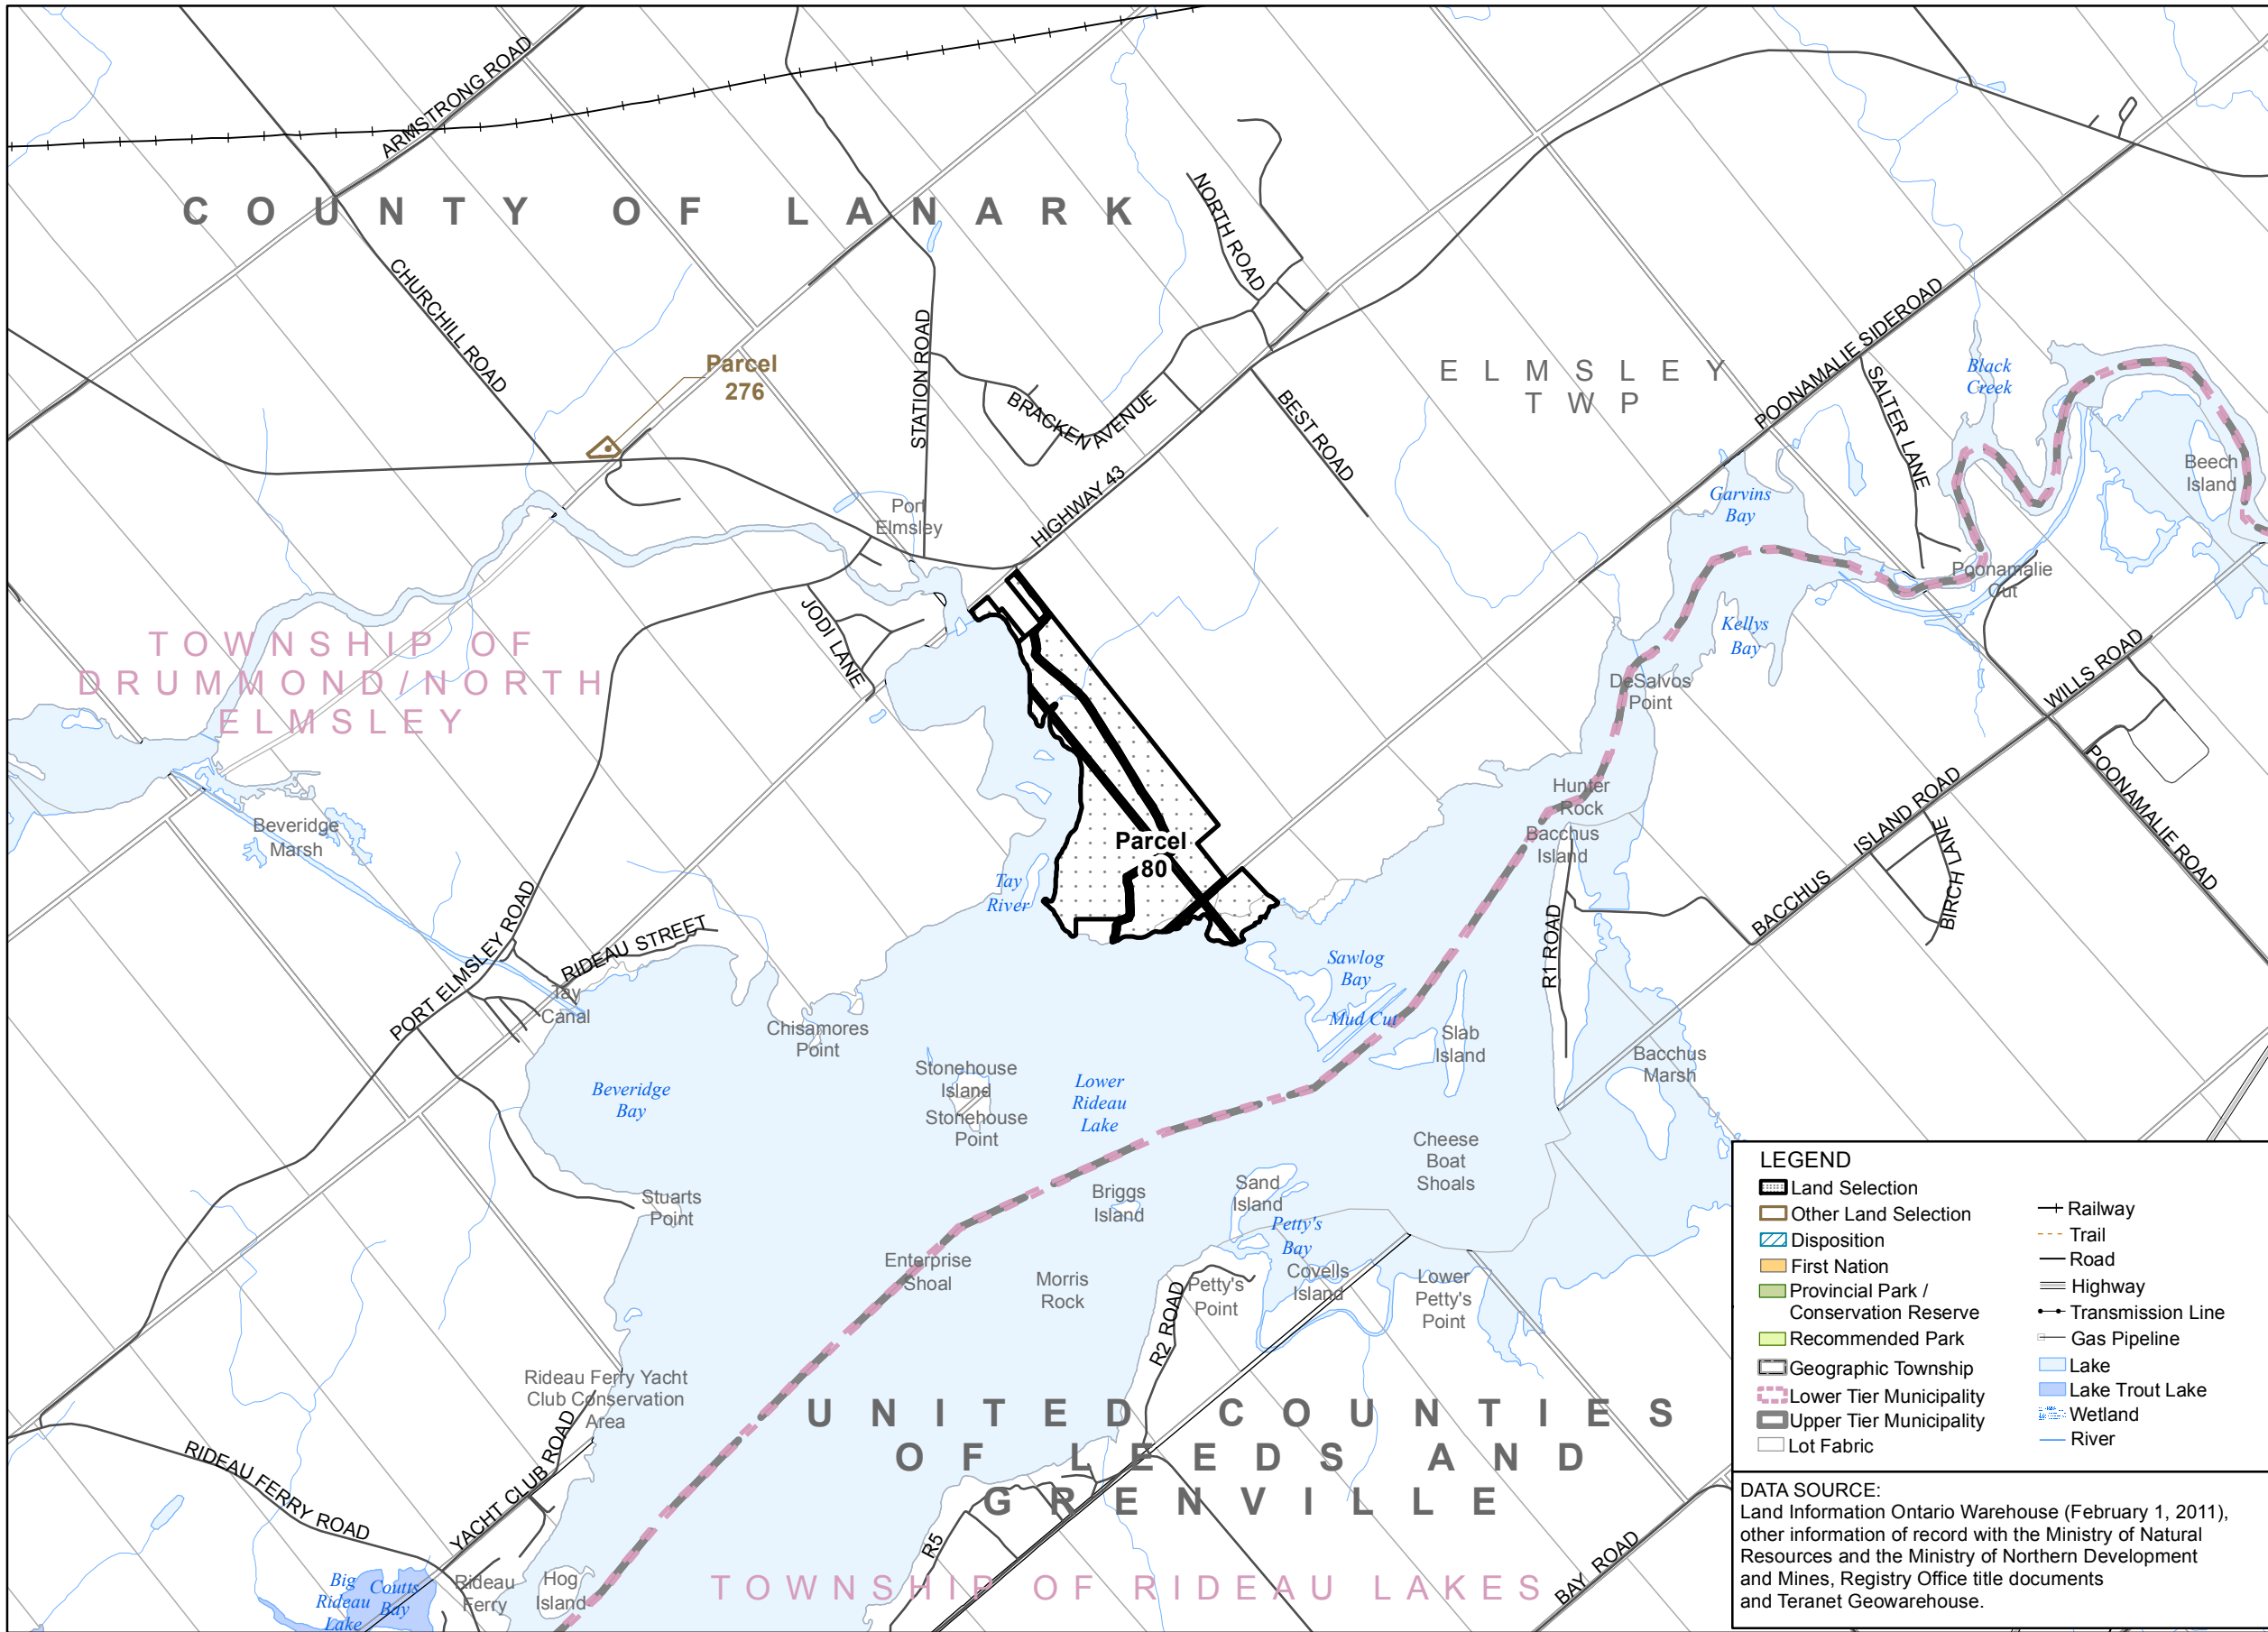 ARMSTRONG ROAD
COUNTY OF LANARK
NORTH ROAD
CHURCHILL ROAD
STATION ROAD
Parcel
276
ELMSLEY
TWP
POONAMALIE SIDEROAD
SALTER LANE
Black
Creek
BRACKEN AVENUE
BEST ROAD
HIGHWAY 43
Beech
Island
Garvins
Bay
Port
Elmsley
Poonamalie
Cut
JODI LANE
TOWNSHIP OF
DRUMMOND/NORTH
ELMSLEY
Kellys
Bay
DeSalvos
Point
WILLS ROAD
POONAMALIE ROAD
Hunter
Rock
Bacchus
Island
ISLAND ROAD
BIRCH LANE
BACCHUS
Beveridge
Marsh
Parcel
80
Tay
River
R1 ROAD
PORT ELMSLEY ROAD
RIDEAU STREET
Tay
Canal
Sawlog
Bay
Mud Cut
Slab
Island
Chisamores
Point
Bacchus
Marsh
Stonehouse
Island
Stonehouse
Point
Lower
Rideau
Lake
Beveridge
Bay
Cheese
Boat
Shoals
Stuarts
Point
Briggs
Island
Sand
Island
Petty's
Bay
Covells
Island
Enterprise
Shoal
Morris
Rock
Petty's
Point
Lower
Petty's
Point
R2 ROAD
Rideau Ferry Yacht
Club Conservation
Area
UNITED COUNTIES
OF LEEDS AND
GRENVILLE
RIDEAU FERRY ROAD
YACHT CLUB ROAD
R5
BAY ROAD
TOWNSHIP OF RIDEAU LAKES
Big
Rideau
Lake
Coutts
Bay
Rideau
Ferry
Hog
Island
LEGEND
Land Selection
Other Land Selection
Disposition
First Nation
Provincial Park /
Conservation Reserve
Recommended Park
Geographic Township
Lower Tier Municipality
Upper Tier Municipality
Lot Fabric
Railway
Trail
Road
Highway
Transmission Line
Gas Pipeline
Lake
Lake Trout Lake
Wetland
River
DATA SOURCE:
Land Information Ontario Warehouse (February 1, 2011),
other information of record with the Ministry of Natural
Resources and the Ministry of Northern Development
and Mines, Registry Office title documents
and Teranet Geowarehouse.